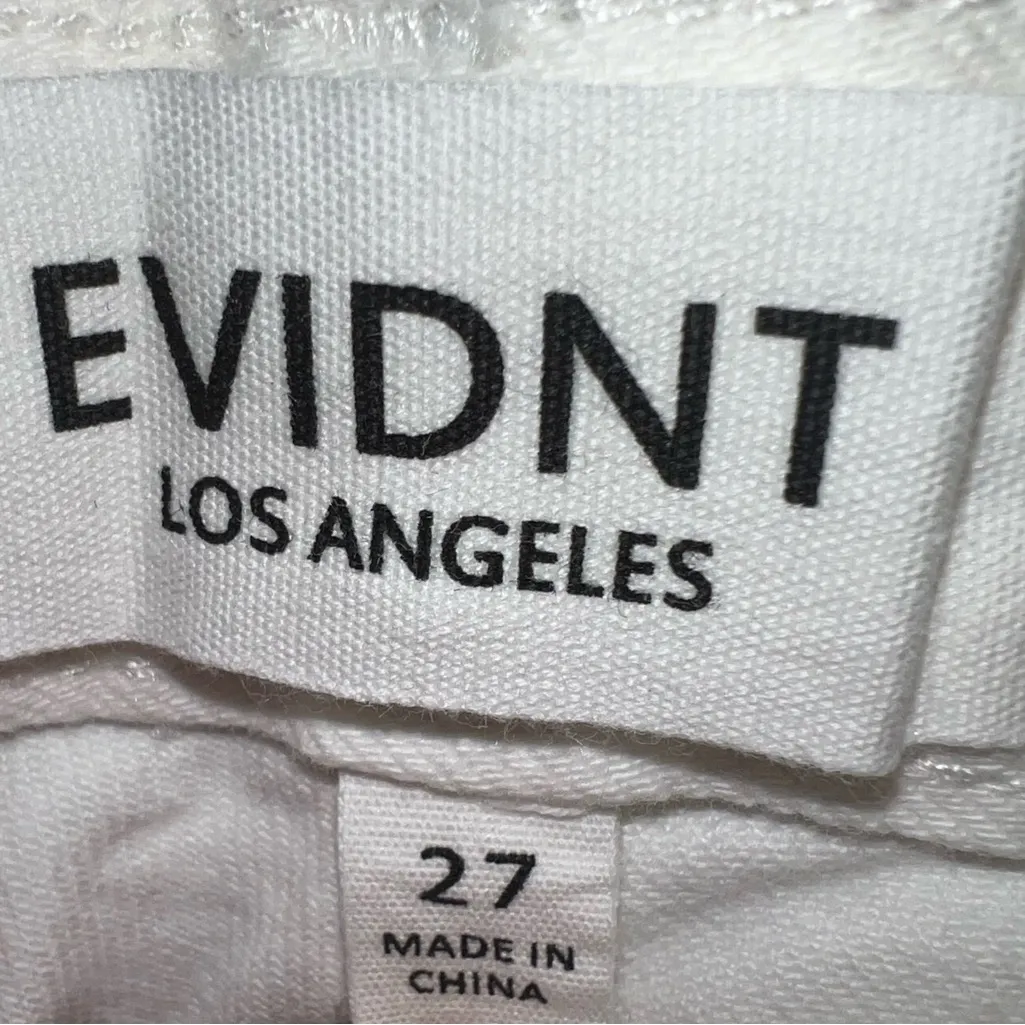 EVIDNT
LOS ANGELES
27
MADE IN
CHINA